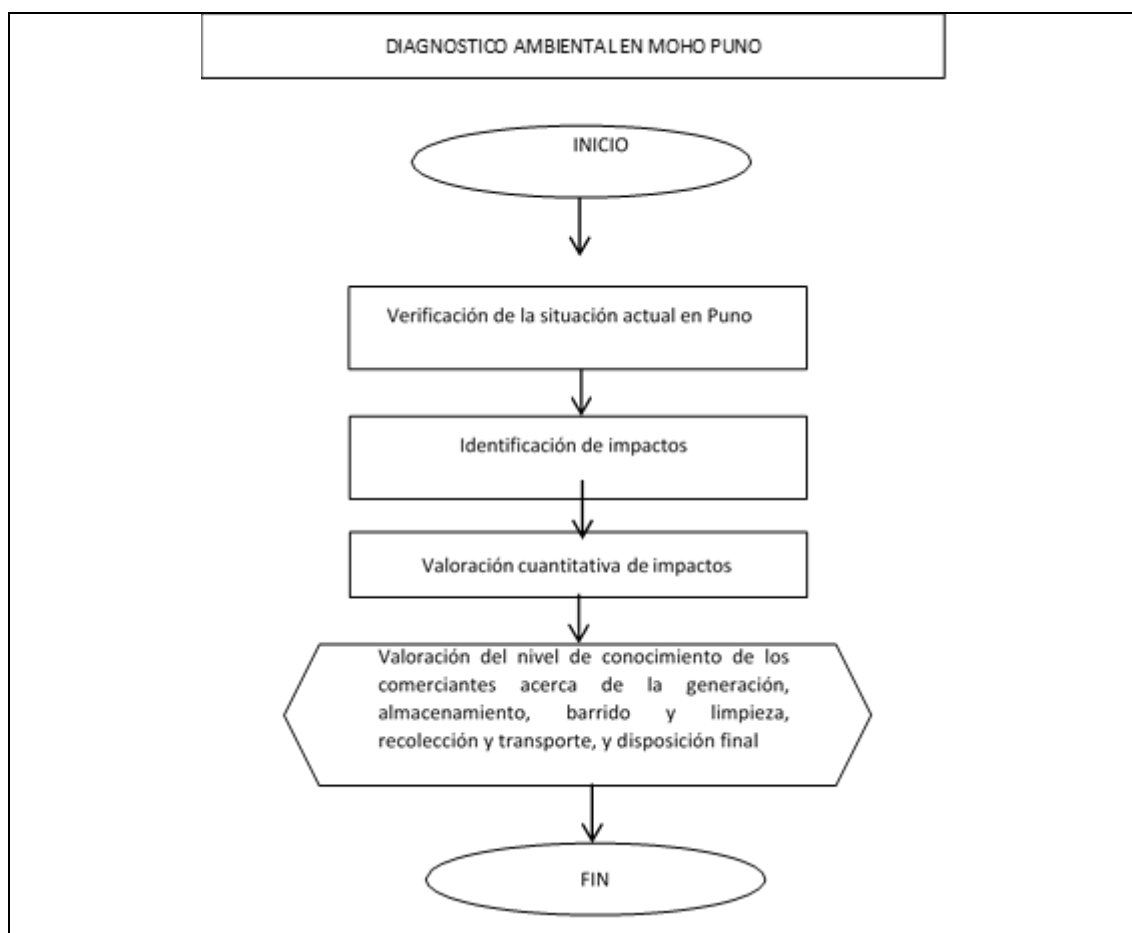 DIAGNOSTICO AMBIENTAL EN MOHO PUNO
INICIO
Verificación de la situación actual en Puno
Identificación de impactos
Valoración cuantitativa de impactos
Valoración del nivel de conocimiento de los
comerciantes acerca de la generación,
almacenamiento, barrido y limpieza,
recolección y transporte, y disposición final
FIN